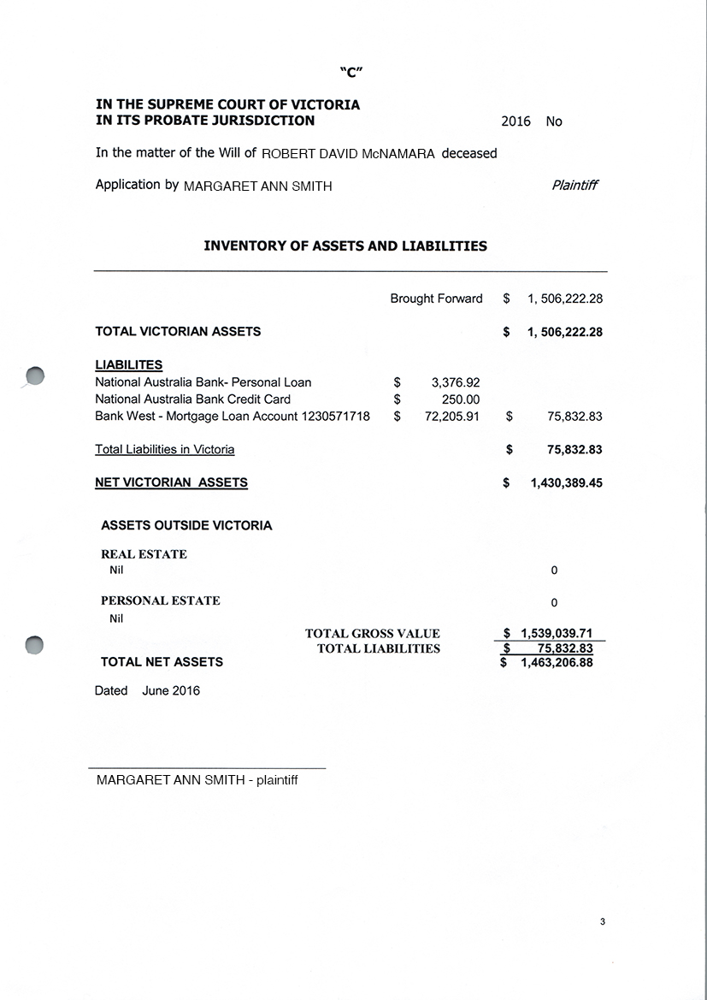 “C”
IN THE SUPREME COURT OF VICTORIA
IN ITS PROBATE JURISDICTION 2016 No
In the matter of the Will of ROBERT DAVID McNAMARA deceased
Application by MARGARET ANN SMITH Plaintiff
INVENTORY OF ASSETS AND LIABILITIES
Brought Forward $ 1, 506,222.28
TOTAL VICTORIAN ASSETS $ 1, 506,222.28
LIABILITES
National Australia Bank- Personal Loan $ 3,376.92
National Australia Bank Credit Card $ 250.00
Bank West - Mortgage Loan Account 1230571718 $ 72,205.91 $ 75,832.83
Total Liabilities in Victoria $ 75,832.83
NET VICTORIAN ASSETS $ 1,430,389.45
ASSETS OUTSIDE VICTORIA
REAL ESTATE
Nil 0
PERSONAL ESTATE 0
Nil
TOTAL GROSS VALUE $ 1,539,039.71
TOTAL LIABILITIES $ 75,832.83
TOTAL NET ASSETS $ 1,463,206.88
Dated June 2016
MARGARET ANN SMITH - plaintiff
3